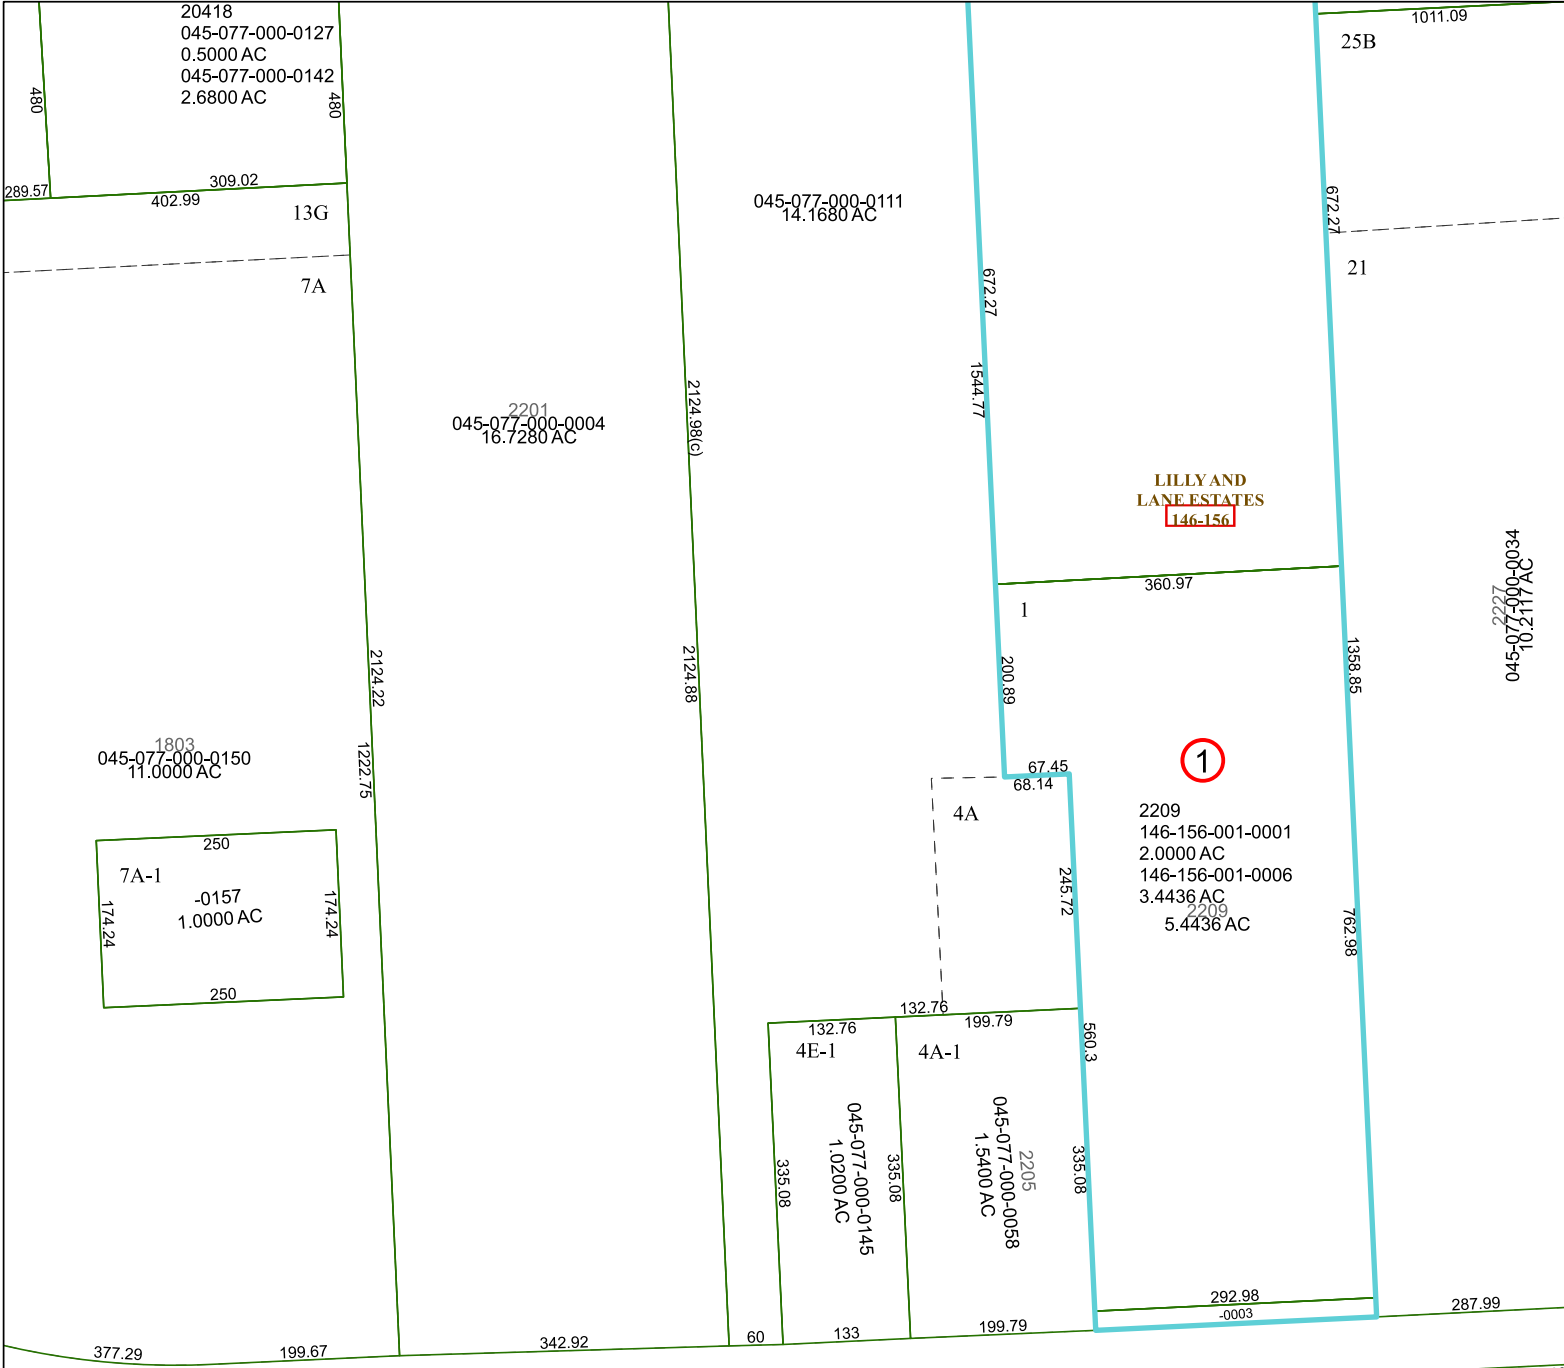 20418
045-077-000-0127
0.5000 AC
045-077-000-0142
2.6800 AC
480
480
289.57
309.02
402.99
13G
7A
1011.09
25B
045-077-000-0111
14.1680 AC
672.27
21
672.27
1544.77
2124.98(c)
2201
045-077-000-0004
16.7280 AC
LILLY AND
LANE ESTATES
146-156
360.97
1
2227
045-077-000-0034
10.2117 AC
2124.22
2124.88
200.89
1358.85
1803
045-077-000-0150
11.0000 AC
1222.75
67.45
68.14
1
4A
2209
146-156-001-0001
2.0000 AC
146-156-001-0006
3.4436 AC
2209
5.4436 AC
250
7A-1
-0157
1.0000 AC
174.24
174.24
245.72
762.98
250
132.76
132.76
199.79
4E-1
4A-1
560.3
045-077-000-0145
1.0200 AC
2205
045-077-000-0058
1.5400 AC
335.08
335.08
335.08
292.98
-0003
287.99
377.29
199.67
342.92
60
133
199.79